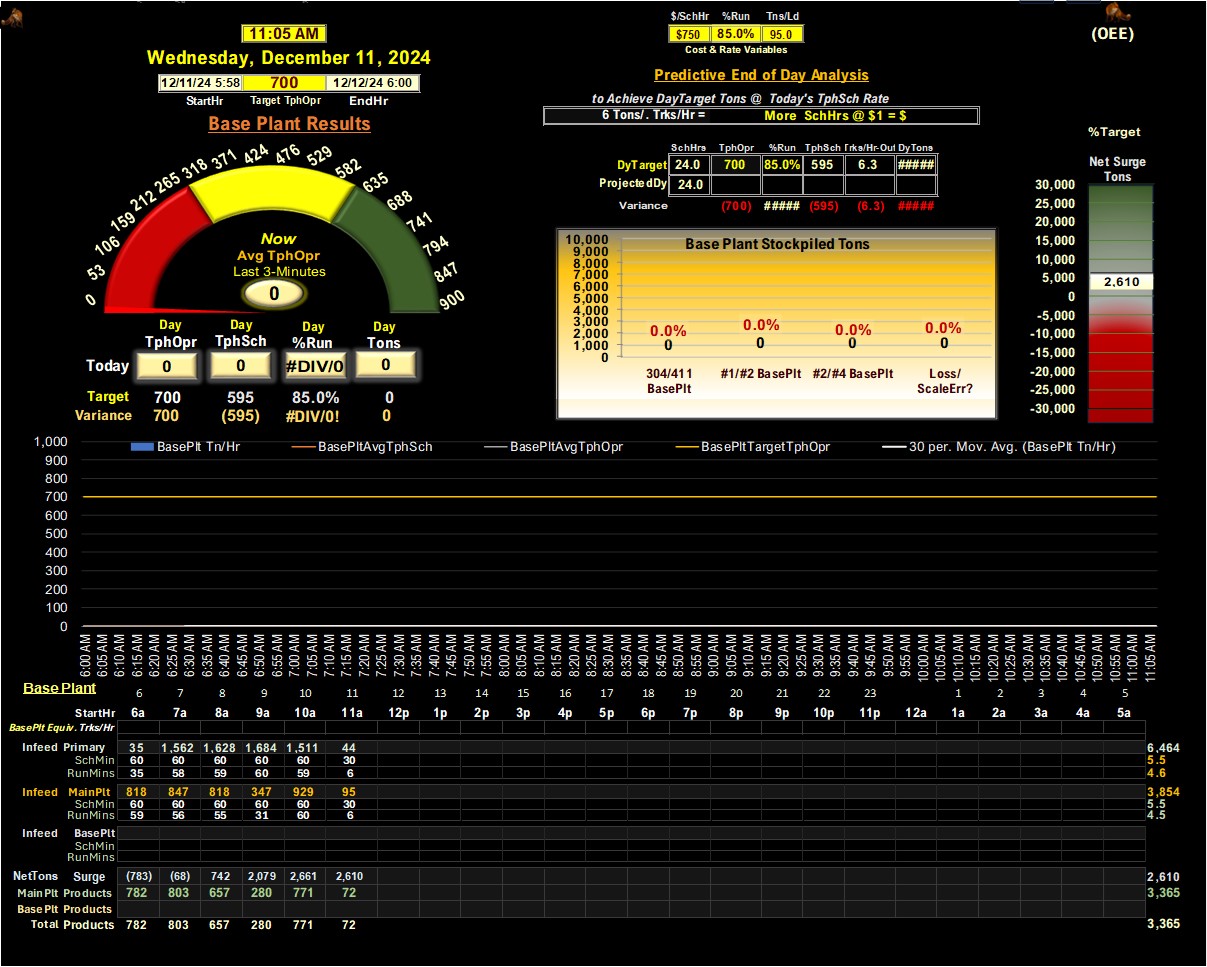 $/SchHr %Run Tns/Ld
11:05 AM
$750 85.0% 95.0
(OEE)
Cost & Rate Variables
Wednesday, December 11, 2024
12/11/24 5:58 700 12/12/24 6:00
StartHr Target TphOpr EndHr
Predictive End of Day Analysis
to Achieve DayTarget Tons @ Today's TphSch Rate
6 Tons/. Trks/Hr = More SchHrs @ $1 = $
Base Plant Results
0 53 106 159 212 265 318 371 424 476 529 582 635 688 741 794 847 900
Now
Avg TphOpr
Last 3-Minutes
0
SchHrs TphOpr %Run TphSch Trks/Hr-Out DyTons
DyTarget 24.0 700 85.0% 595 6.3 #####
ProjectedDy 24.0
Variance (700) ##### (595) (6.3) #####
%Target
Net Surge
Tons
30,000
25,000
20,000
15,000
10,000
5,000
2,610
0
-5,000
-10,000
-15,000
-20,000
-25,000
-30,000
Base Plant Stockpiled Tons
10,000
9,000
8,000
7,000
6,000
5,000
4,000
3,000
2,000
1,000
0
0.0% 0.0% 0.0% 0.0%
0 0 0 0
304/411 BasePlt
#1/#2 BasePlt
#2/#4 BasePlt
Loss/ ScaleErr?
Day Day Day Day
TphOpr TphSch %Run Tons
Today 0 0 #DIV/0 0
Target 700 595 85.0% 0
Variance 700 (595) #DIV/0! 0
BasePlt Tn/Hr BasePltAvgTphSch BasePltAvgTphOpr BasePltTargetTphOpr 30 per. Mov. Avg. (BasePlt Tn/Hr)
1,000
900
800
700
600
500
400
300
200
100
0
6:00 AM 6:05 AM 6:10 AM 6:15 AM 6:20 AM 6:25 AM 6:30 AM 6:35 AM 6:40 AM 6:45 AM 6:50 AM 6:55 AM 7:00 AM 7:05 AM 7:10 AM 7:15 AM 7:20 AM 7:25 AM 7:30 AM 7:35 AM 7:40 AM 7:45 AM 7:50 AM 7:55 AM 8:00 AM 8:05 AM 8:10 AM 8:15 AM 8:20 AM 8:25 AM 8:30 AM 8:35 AM 8:40 AM 8:45 AM 8:50 AM 8:55 AM 9:00 AM 9:05 AM 9:10 AM 9:15 AM 9:20 AM 9:25 AM 9:30 AM 9:35 AM 9:40 AM 9:45 AM 9:50 AM 9:55 AM 10:00 AM 10:05 AM 10:10 AM 10:15 AM 10:20 AM 10:25 AM 10:30 AM 10:35 AM 10:40 AM 10:45 AM 10:50 AM 10:55 AM 11:00 AM 11:05 AM
Base Plant 6 7 8 9 10 11 12 13 14 15 16 17 18 19 20 21 22 23 1 2 3 4 5
StartHr 6a 7a 8a 9a 10a 11a 12p 1p 2p 3p 4p 5p 6p 7p 8p 9p 10p 11p 12a 1a 2a 3a 4a 5a
BasePlt Equiv. Trks/Hr
Infeed Primary 35 1,562 1,628 1,684 1,511 44 6,464
SchMin 60 60 60 60 60 30 5.5
RunMins 35 58 59 60 59 6 4.6
Infeed MainPlt 818 847 818 347 929 95 3,854
SchMin 60 60 60 60 60 30 5.5
RunMins 59 56 55 31 60 6 4.5
Infeed BasePlt
SchMin
RunMins
NetTons Surge (783) (68) 742 2,079 2,661 2,610 2,610
MainPlt Products 782 803 657 280 771 72 3,365
BasePlt Products
Total Products 782 803 657 280 771 72 3,365